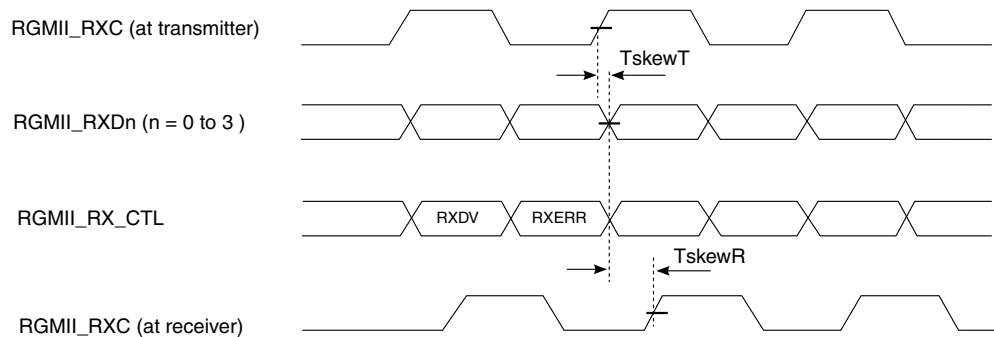 RGMII_RXC (at transmitter)
TskewT
RGMII_RXDn (n = 0 to 3 )
RGMII_RX_CTL
RXDV
RXERR
TskewR
RGMII_RXC (at receiver)